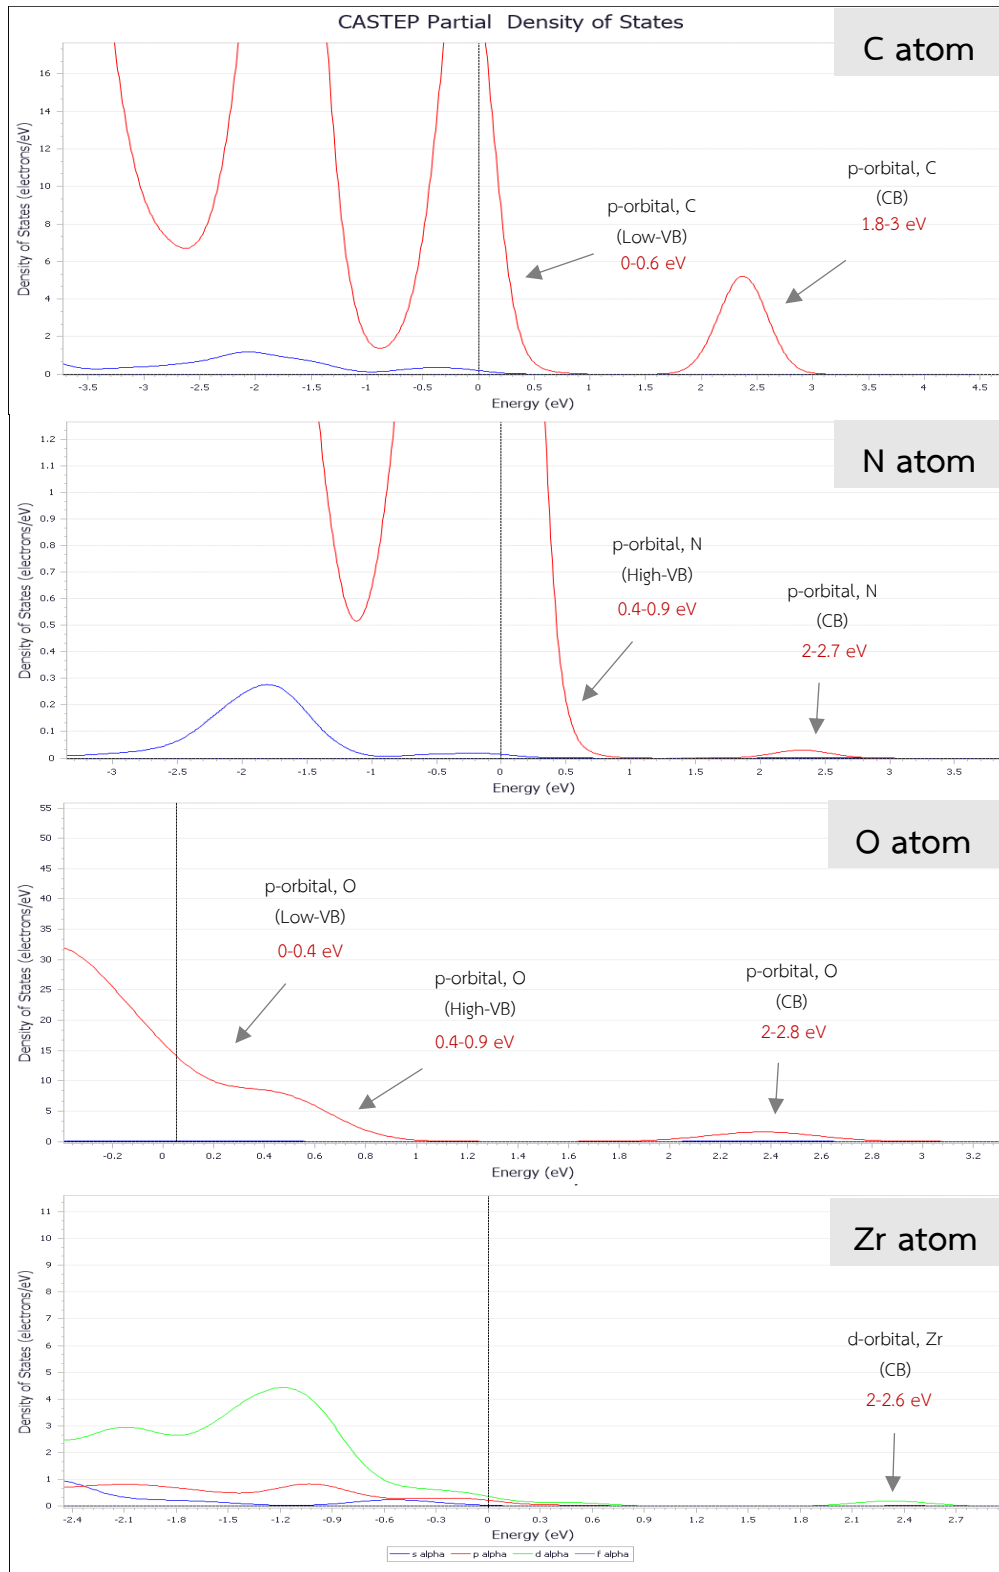 CASTEP Partial Density of States
C atom
Density of States (electrons/eV)
16
14
12
10
8
6
4
2
0
p-orbital, C
(Low-VB)
0-0.6 eV
p-orbital, C
(CB)
1.8-3 eV
-3.5 -3 -2.5 -2 -1.5 -1 -0.5 0 0.5 1 1.5 2 2.5 3 3.5 4 4.5
Energy (eV)
N atom
Density of States (electrons/eV)
1.2
1.1
1
0.9
0.8
0.7
0.6
0.5
0.4
0.3
0.2
0.1
0
p-orbital, N
(High-VB)
0.4-0.9 eV
p-orbital, N
(CB)
2-2.7 eV
-3 -2.5 -2 -1.5 -1 -0.5 0 0.5 1 1.5 2 2.5 3 3.5
Energy (eV)
O atom
Density of States (electrons/eV)
55
50
45
40
35
30
25
20
15
10
5
0
p-orbital, O
(Low-VB)
0-0.4 eV
p-orbital, O
(High-VB)
0.4-0.9 eV
p-orbital, O
(CB)
2-2.8 eV
-0.2 0 0.2 0.4 0.6 0.8 1 1.2 1.4 1.6 1.8 2 2.2 2.4 2.6 2.8 3 3.2
Energy (eV)
Zr atom
Density of States (electrons/eV)
11
10
9
8
7
6
5
4
3
2
1
0
d-orbital, Zr
(CB)
2-2.6 eV
-2.4 -2.1 -1.8 -1.5 -1.2 -0.9 -0.6 -0.3 0 0.3 0.6 0.9 1.2 1.5 1.8 2.1 2.4 2.7
Energy (eV)
s alpha p alpha d alpha f alpha